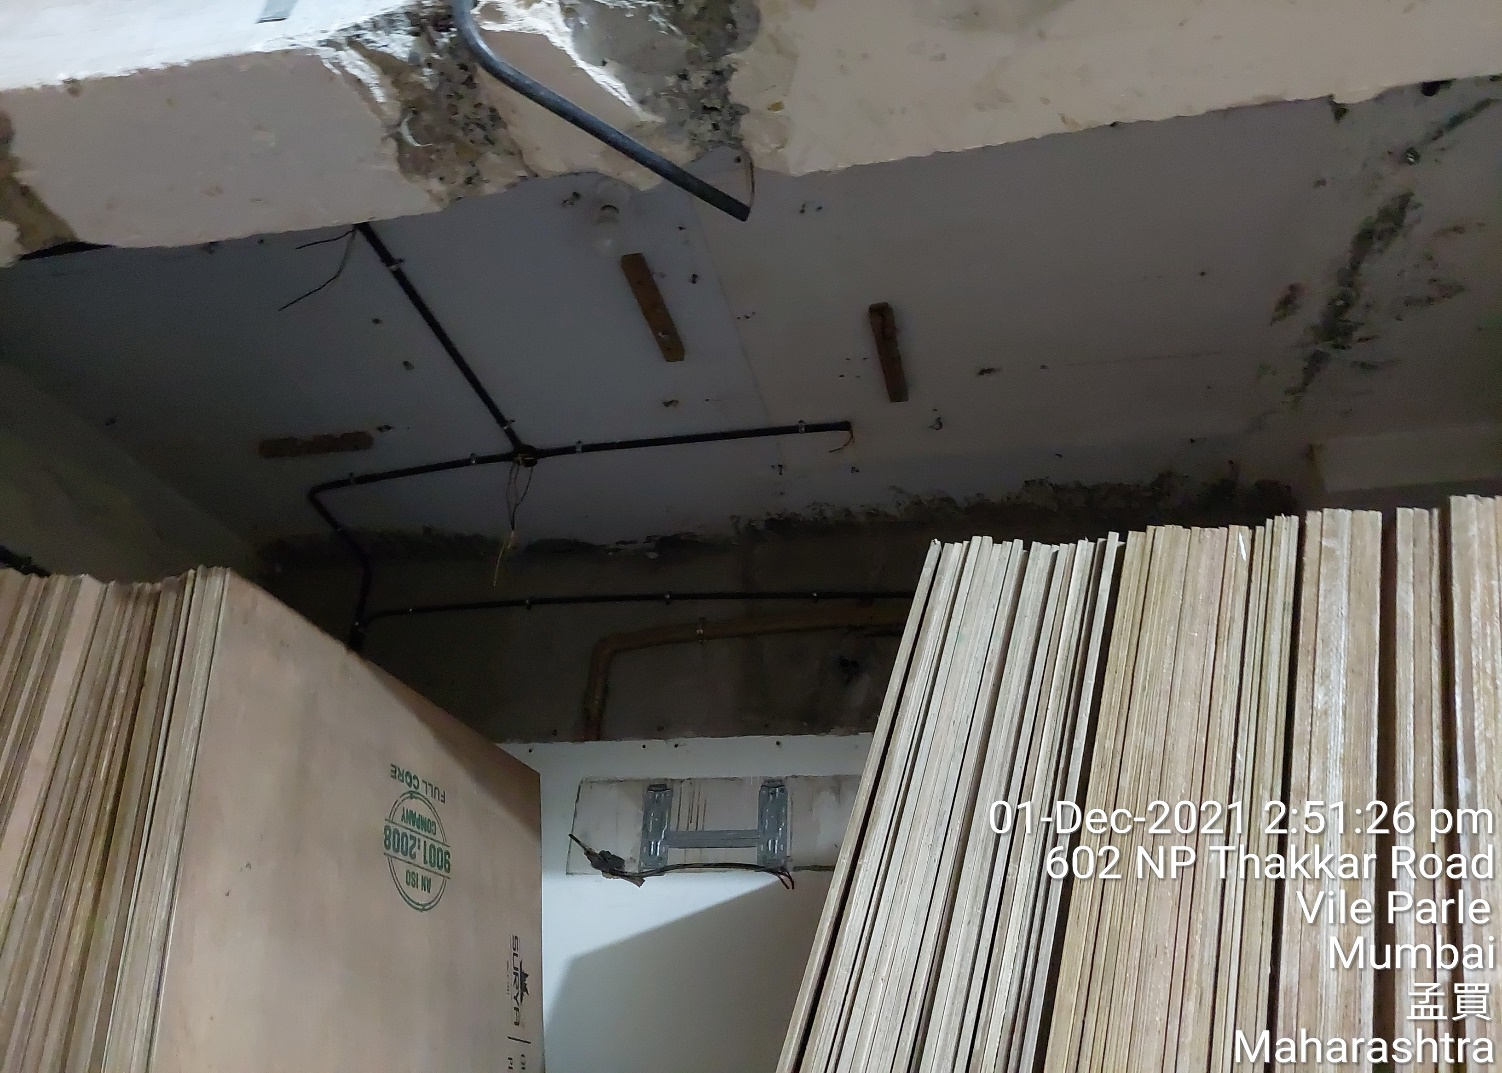 FULL CORE
COMPANY
9001:2008
AN ISO
SURYA
01-Dec-2021 2:51:26 pm
602 NP Thakkar Road
Vile Parle
Mumbai
孟買
Maharashtra